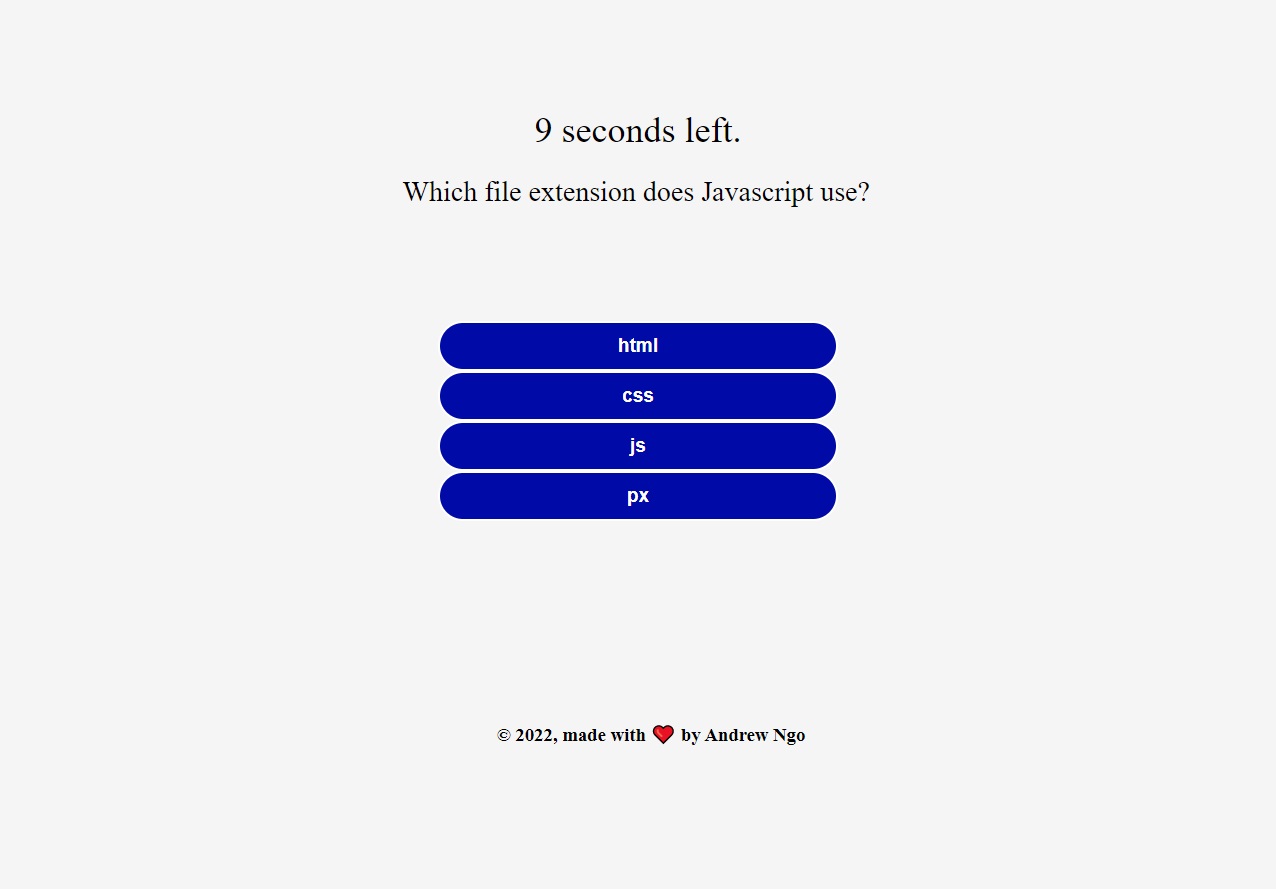 9 seconds left.
Which file extension does Javascript use?
html
css
js
px
© 2022, made with ❤️ by Andrew Ngo